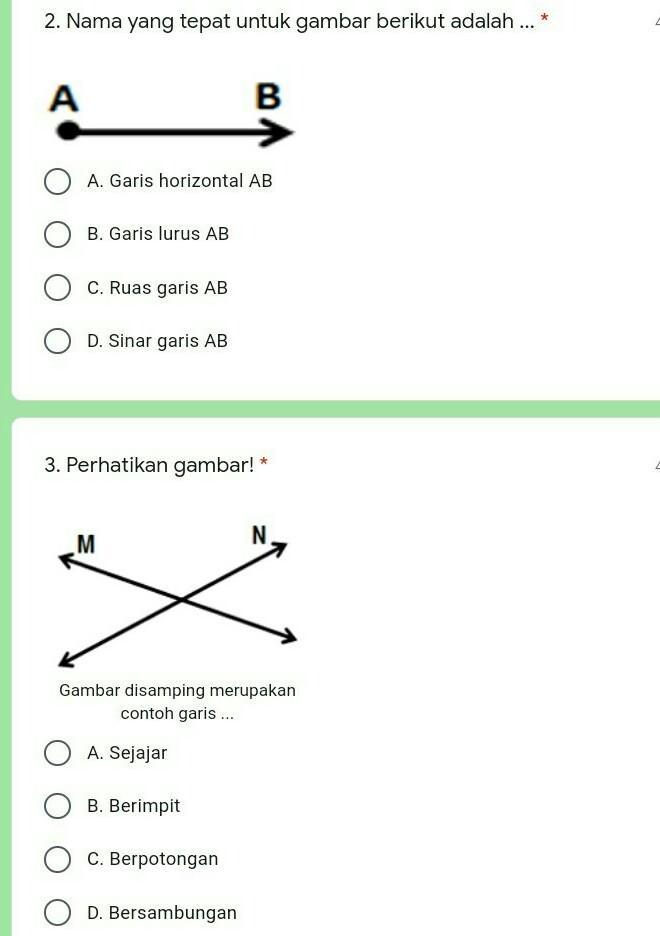 2. Nama yang tepat untuk gambar berikut adalah ... *
A B
A. Garis horizontal AB
B. Garis lurus AB
C. Ruas garis AB
D. Sinar garis AB
3. Perhatikan gambar! *
M N
Gambar disamping merupakan
contoh garis ...
A. Sejajar
B. Berimpit
C. Berpotongan
D. Bersambungan